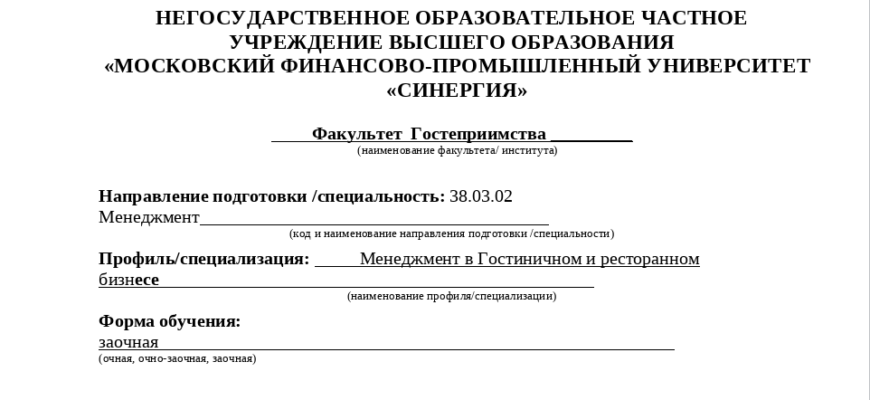 НЕГОСУДАРСТВЕННОЕ ОБРАЗОВАТЕЛЬНОЕ ЧАСТНОЕ
УЧРЕЖДЕНИЕ ВЫСШЕГО ОБРАЗОВАНИЯ
«МОСКОВСКИЙ ФИНАНСОВО-ПРОМЫШЛЕННЫЙ УНИВЕРСИТЕТ
«СИНЕРГИЯ»
Факультет Гостеприимства
(наименование факультета/ института)
Направление подготовки /специальность: 38.03.02
Менеджмент
(код и наименование направления подготовки /специальности)
Профиль/специализация: Менеджмент в Гостиничном и ресторанном
бизнесе
(наименование профиля/специализации)
Форма обучения:
заочная
(очная, очно-заочная, заочная)